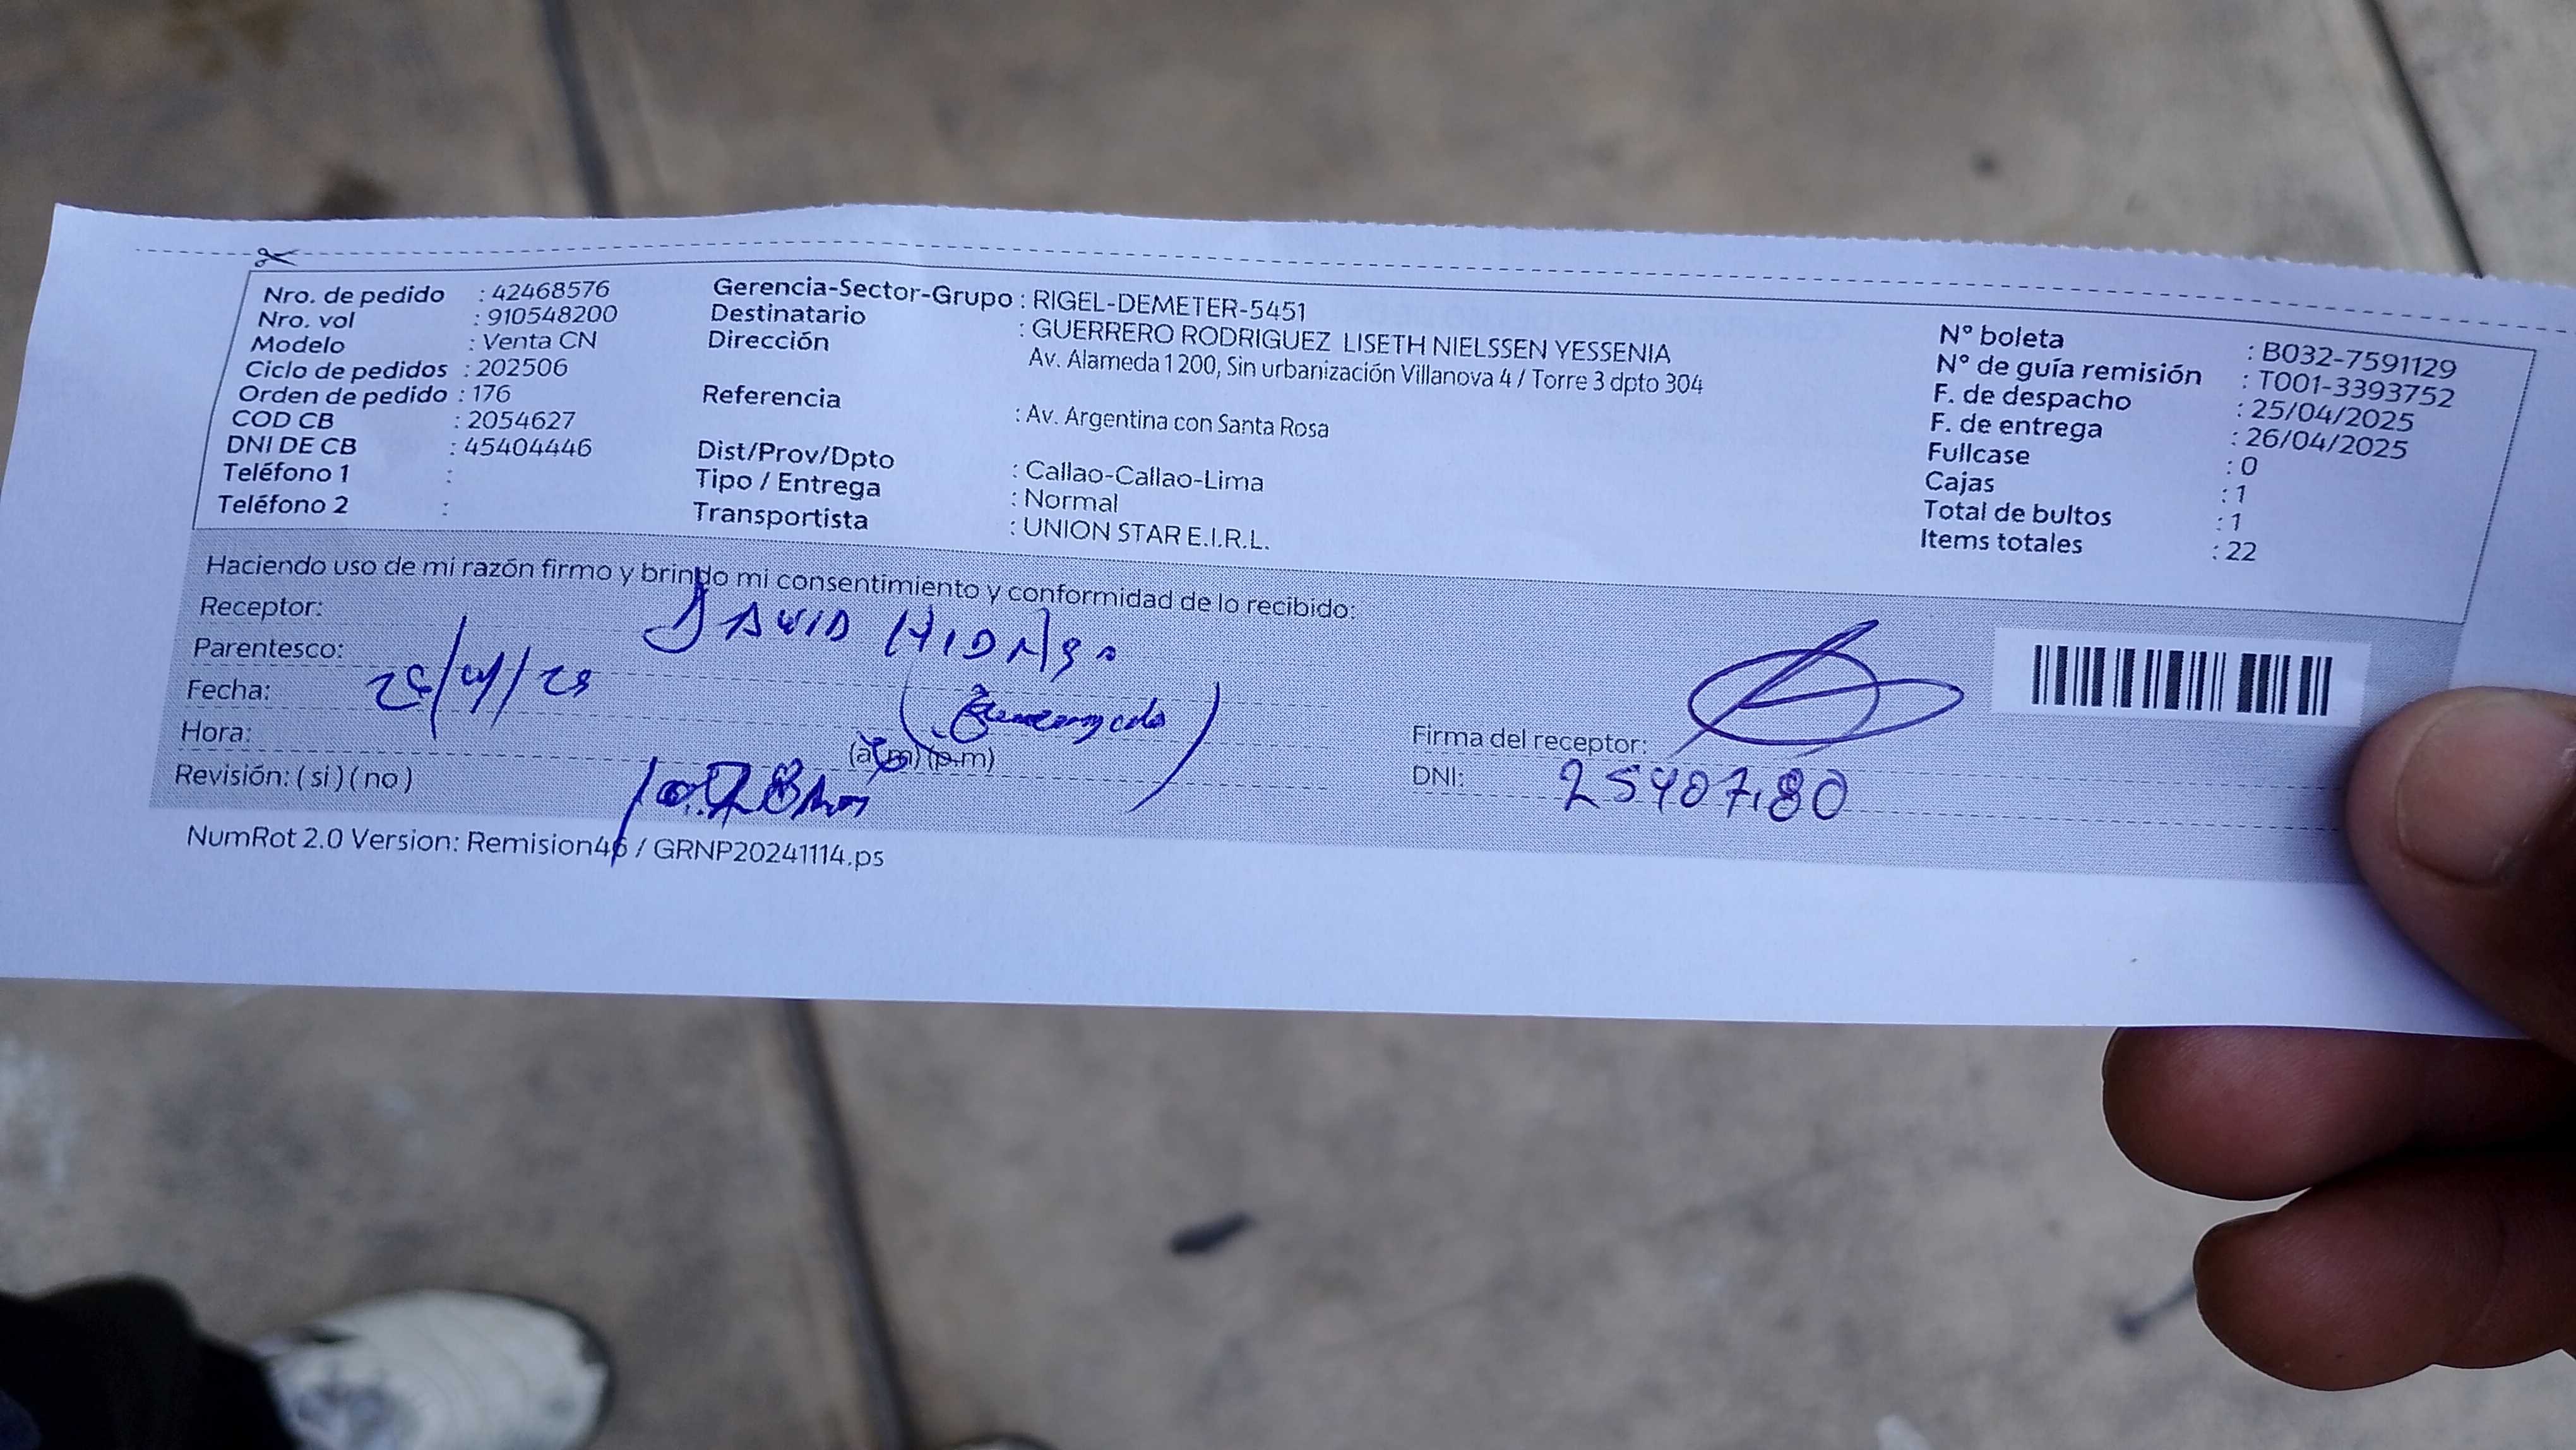 Nro. de pedido : 42468576
Nro. vol : 910548200
Modelo : Venta CN
Ciclo de pedidos : 202506
Orden de pedido : 176
COD CB : 2054627
DNI DE CB : 45404446
Teléfono 1 :
Teléfono 2 :
Gerencia-Sector-Grupo : RIGEL-DEMETER-5451
Destinatario : GUERRERO RODRIGUEZ LISETH NIELSSEN YESSENIA
Dirección Av. Alameda 1200, Sin urbanización Villanova 4 / Torre 3 dpto 304
Referencia : Av. Argentina con Santa Rosa
Dist/Prov/Dpto : Callao-Callao-Lima
Tipo / Entrega : Normal
Transportista : UNION STAR E.I.R.L.
N° boleta : B032-7591129
N° de guía remisión : T001-3393752
F. de despacho : 25/04/2025
F. de entrega : 26/04/2025
Fullcase : 0
Cajas : 1
Total de bultos : 1
Items totales : 22
Haciendo uso de mi razón firmo y brindo mi consentimiento y conformidad de lo recibido:
Receptor: DAVID HIDALGO
Parentesco:
Fecha:
Hora: (a.m) (p.m)
Revisión: ( si ) ( no )
Firma del receptor:
DNI: 25407180
NumRot 2.0 Version: Remision46 / GRNP20241114.ps